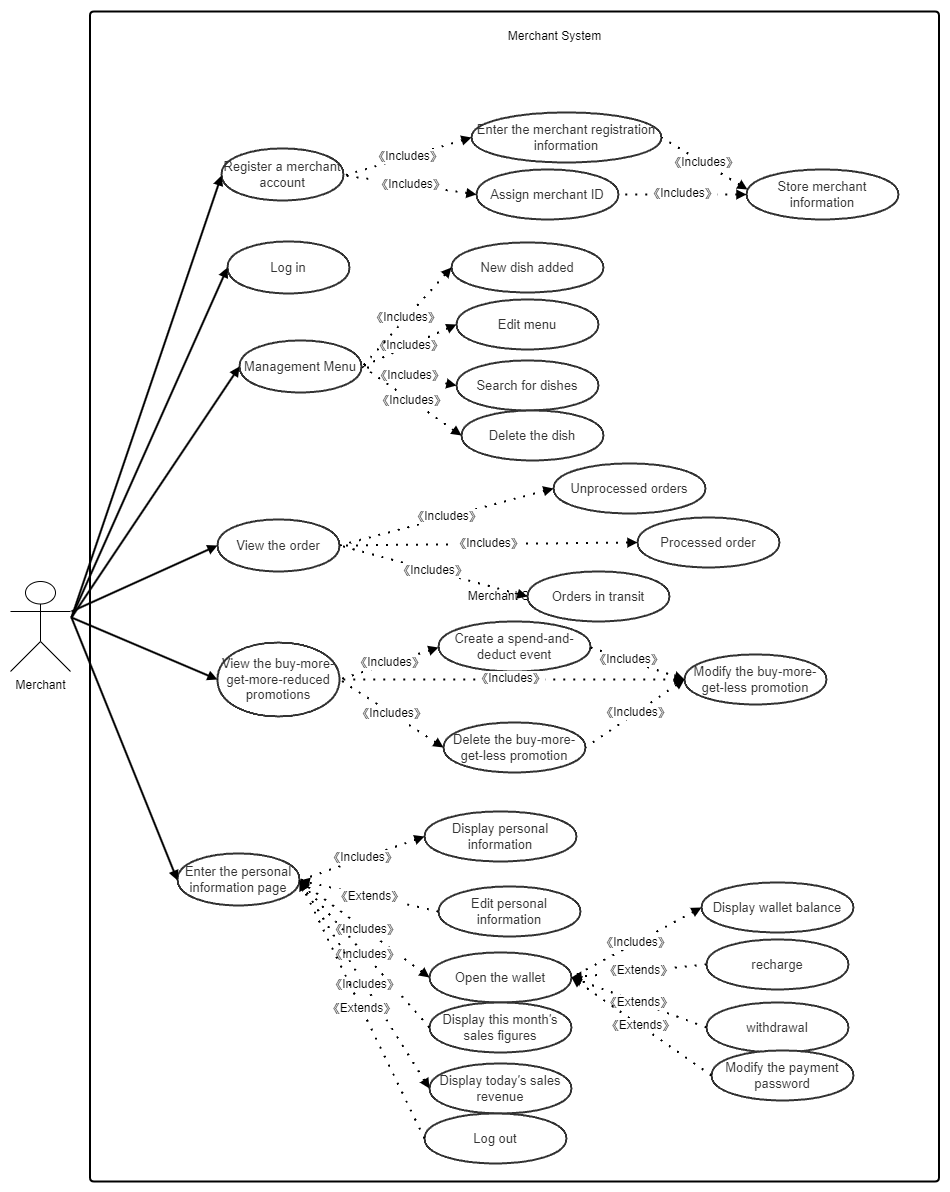 Merchant System
Enter the merchant registration
information
《Includes》
《Includes》
Register a merchant
account
《Includes》
《Includes》
Assign merchant ID
Store merchant
information
Log in
New dish added
《Includes》
Edit menu
《Includes》
Management Menu
《Includes》
Search for dishes
《Includes》
Delete the dish
Unprocessed orders
《Includes》
View the order
《Includes》
Processed order
《Includes》
Merchant S
Orders in transit
Merchant
Create a spend-and-
deduct event
《Includes》
《Includes》
View the buy-more-
get-more-reduced
promotions
《Includes》
Modify the buy-more-
get-less promotion
《Includes》
《Includes》
Delete the buy-more-
get-less promotion
Display personal
information
《Includes》
Enter the personal
information page
《Extends》
Edit personal
information
Display wallet balance
《Includes》
《Includes》
《Includes》
Open the wallet
《Extends》
recharge
《Includes》
《Extends》
《Extends》
Display this month's
sales figures
《Extends》
withdrawal
Modify the payment
password
Display today's sales
revenue
Log out